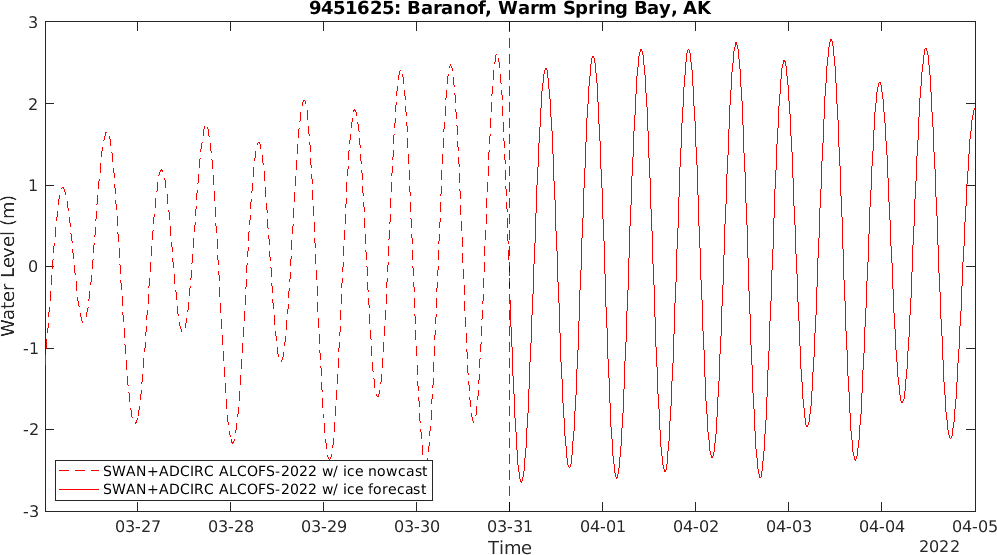 9451625: Baranof, Warm Spring Bay, AK
Water Level (m)
3
2
1
0
-1
-2
-3
SWAN+ADCIRC ALCOFS-2022 w/ ice nowcast
SWAN+ADCIRC ALCOFS-2022 w/ ice forecast
03-27 03-28 03-29 03-30 03-31 04-01 04-02 04-03 04-04 04-05
Time
2022